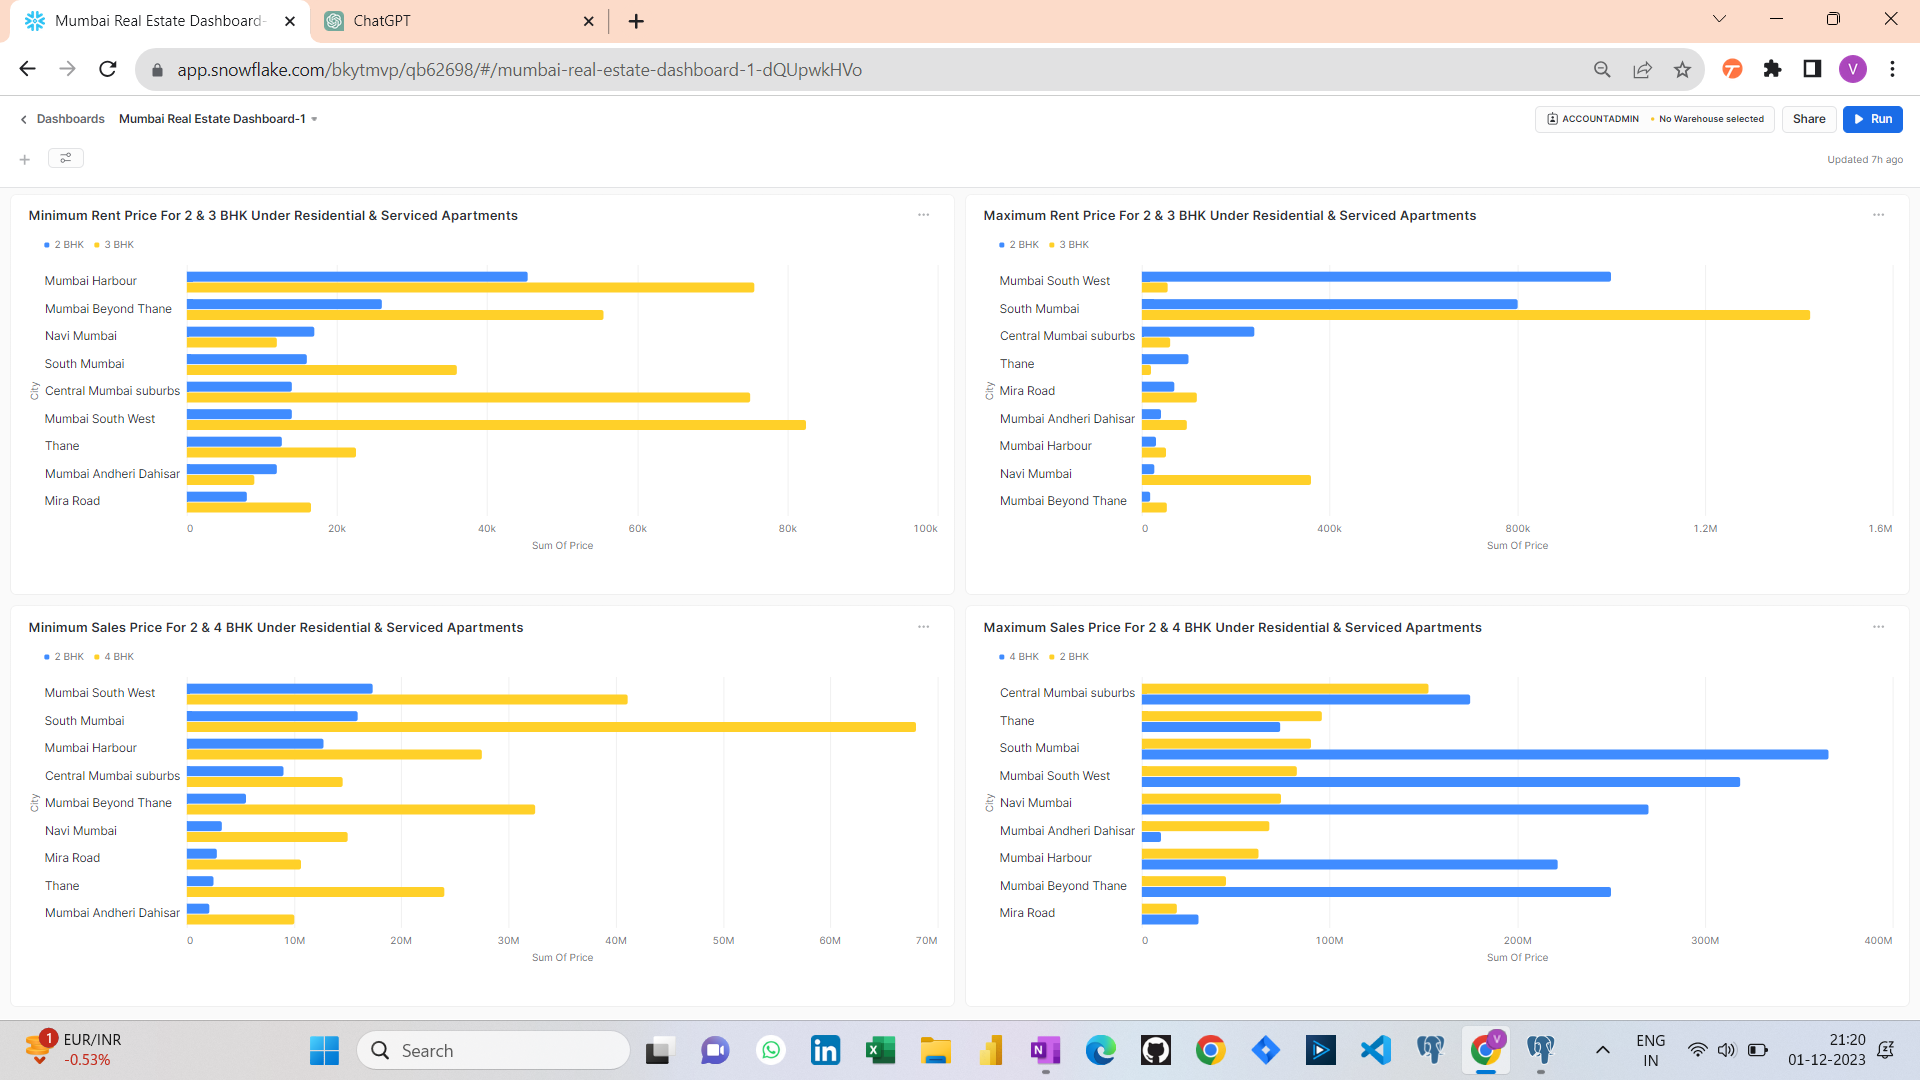 Mumbai Real Estate Dashboard-
ChatGPT
app.snowflake.com/bkytmvp/qb62698/#/mumbai-real-estate-dashboard-1-dQUpwkHVo
V
Dashboards Mumbai Real Estate Dashboard-1
ACCOUNTADMIN No Warehouse selected
Share
Run
Updated 7h ago
Minimum Rent Price For 2 & 3 BHK Under Residential & Serviced Apartments
2 BHK 3 BHK
City
Mumbai Harbour
Mumbai Beyond Thane
Navi Mumbai
South Mumbai
Central Mumbai suburbs
Mumbai South West
Thane
Mumbai Andheri Dahisar
Mira Road
0 20k 40k 60k 80k 100k
Sum Of Price
Maximum Rent Price For 2 & 3 BHK Under Residential & Serviced Apartments
2 BHK 3 BHK
City
Mumbai South West
South Mumbai
Central Mumbai suburbs
Thane
Mira Road
Mumbai Andheri Dahisar
Mumbai Harbour
Navi Mumbai
Mumbai Beyond Thane
0 400k 800k 1.2M 1.6M
Sum Of Price
Minimum Sales Price For 2 & 4 BHK Under Residential & Serviced Apartments
2 BHK 4 BHK
City
Mumbai South West
South Mumbai
Mumbai Harbour
Central Mumbai suburbs
Mumbai Beyond Thane
Navi Mumbai
Mira Road
Thane
Mumbai Andheri Dahisar
0 10M 20M 30M 40M 50M 60M 70M
Sum Of Price
Maximum Sales Price For 2 & 4 BHK Under Residential & Serviced Apartments
4 BHK 2 BHK
City
Central Mumbai suburbs
Thane
South Mumbai
Mumbai South West
Navi Mumbai
Mumbai Andheri Dahisar
Mumbai Harbour
Mumbai Beyond Thane
Mira Road
0 100M 200M 300M 400M
Sum Of Price
1
EUR/INR
-0.53%
Search
in
N
V
ENG
IN
21:20
01-12-2023